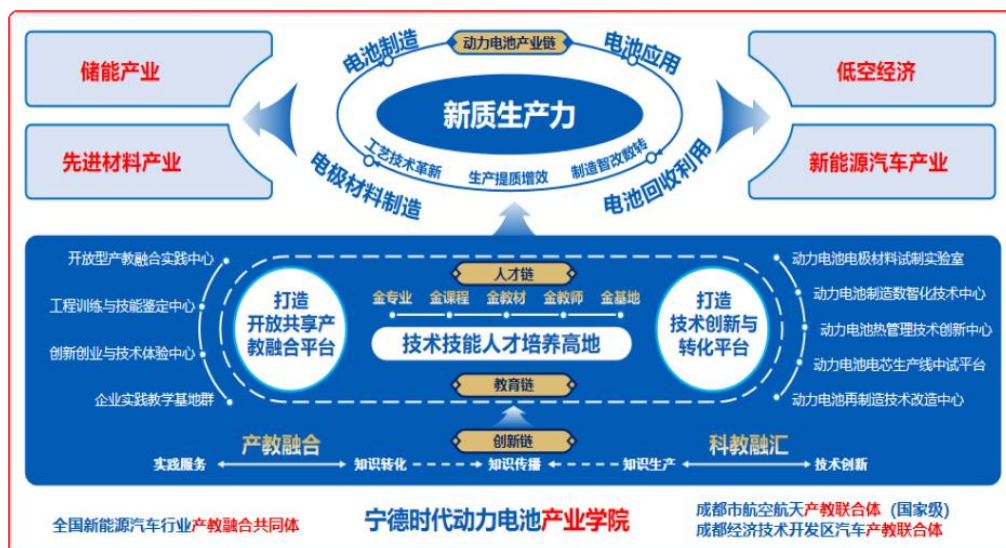 储能产业
先进材料产业
电池制造
动力电池产业链
电池应用
新质生产力
工艺技术革新
生产提质增效
制造智改数转
电极材料制造
电池回收利用
低空经济
新能源汽车产业
开放型产教融合实践中心
工程训练与技能鉴定中心
创新创业与技术体验中心
企业实践教学基地群
打造
开放共享产
教融合平台
人才链
金专业 金课程 金教材 金教师 金基地
技术技能人才培养高地
教育链
创新链
打造
技术创新与
转化平台
动力电池电极材料试制实验室
动力电池制造数智化技术中心
动力电池热管理技术创新中心
动力电池电芯生产线中试平台
动力电池再制造技术改造中心
产教融合
科教融汇
实践服务 知识转化 知识传播 知识生产 技术创新
全国新能源汽车行业产教融合共同体
宁德时代动力电池产业学院
成都市航空航天产教联合体（国家级）
成都经济技术开发区汽车产教联合体